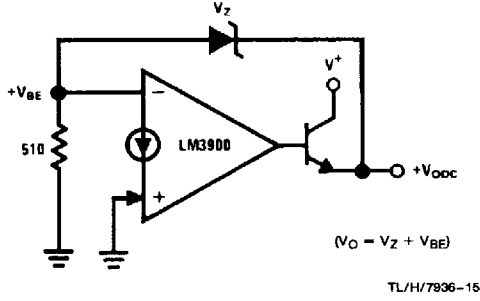 VZ
V+
+VBE
−
LM3900
510
+
+VODC
(VO = VZ + VBE)
TL/H/7936–15